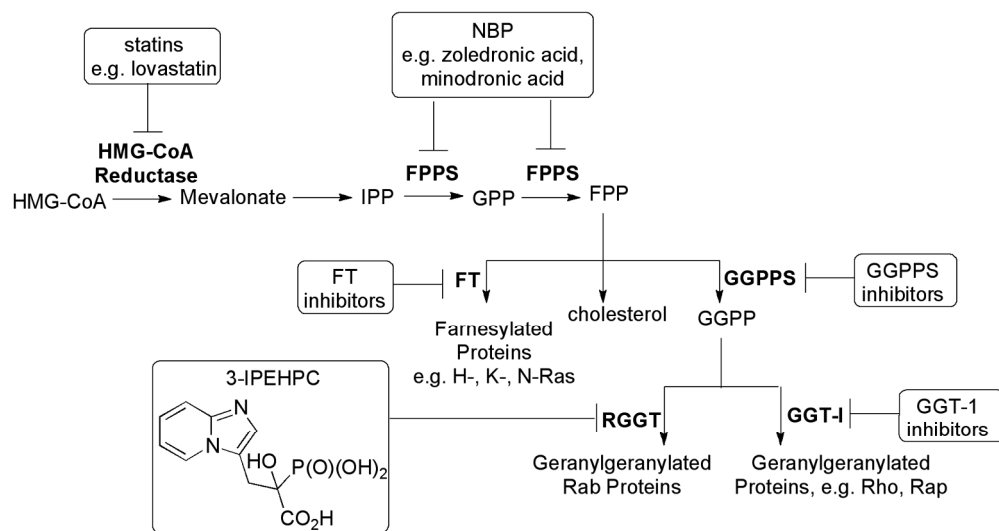 statins
e.g. lovastatin
NBP
e.g. zoledronic acid,
minodronic acid
HMG-CoA
Reductase
FPPS
FPPS
HMG-CoA
Mevalonate
IPP
GPP
FPP
FT
inhibitors
FT
GGPPS
GGPPS
inhibitors
Farnesylated
Proteins
e.g. H-, K-, N-Ras
cholesterol
GGPP
3-IPEHPC
N
N
HO
P(O)(OH)2
CO2H
RGGT
GGT-I
GGT-1
inhibitors
Geranylgeranylated
Rab Proteins
Geranylgeranylated
Proteins, e.g. Rho, Rap